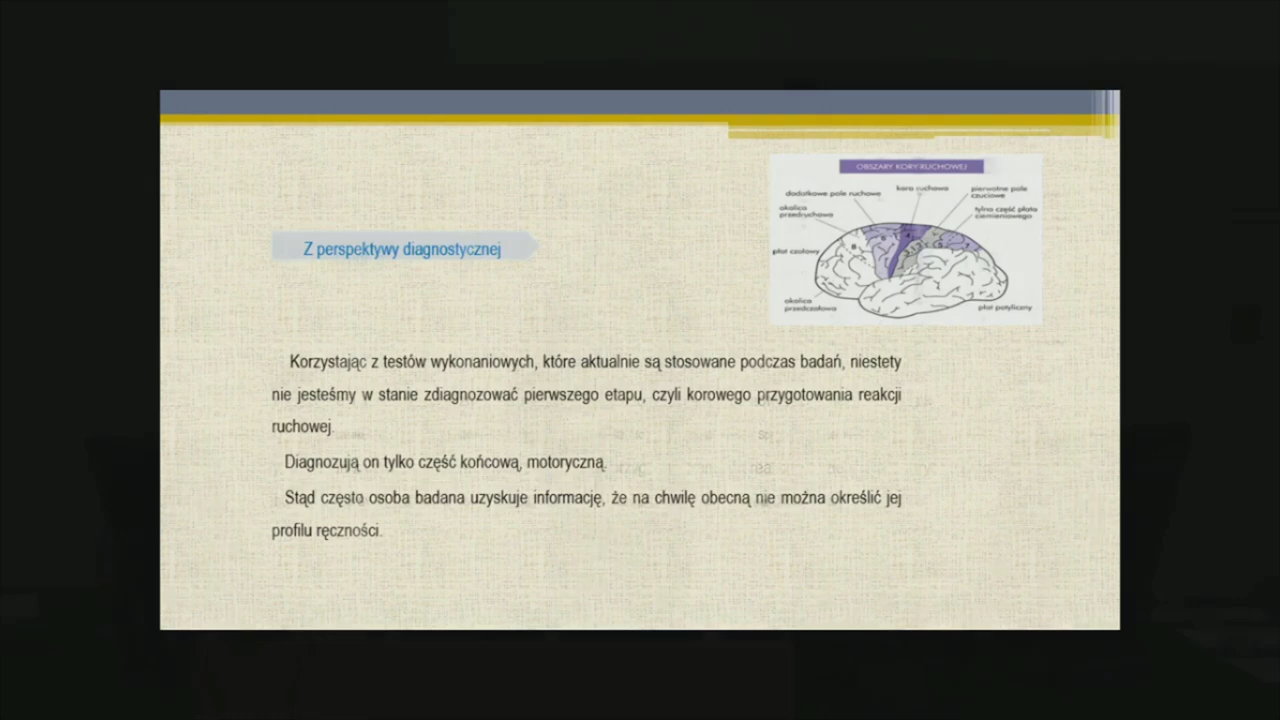 OBSZARY KORY RUCHOWEJ
dodatkowe pole ruchowe
kora ruchowa
pierwotne pole
czuciowe
okolica
przedruchowa
tylna część płata
ciemieniowego
płat czołowy
okolica
przedczołowa
płat potyliczny
Z perspektywy diagnostycznej
Korzystając z testów wykonaniowych, które aktualnie są stosowane podczas badań, niestety
nie jesteśmy w stanie zdiagnozować pierwszego etapu, czyli korowego przygotowania reakcji
ruchowej.
Diagnozują on tylko część końcową, motoryczną.
Stąd często osoba badana uzyskuje informację, że na chwilę obecną nie można określić jej
profilu ręczności.